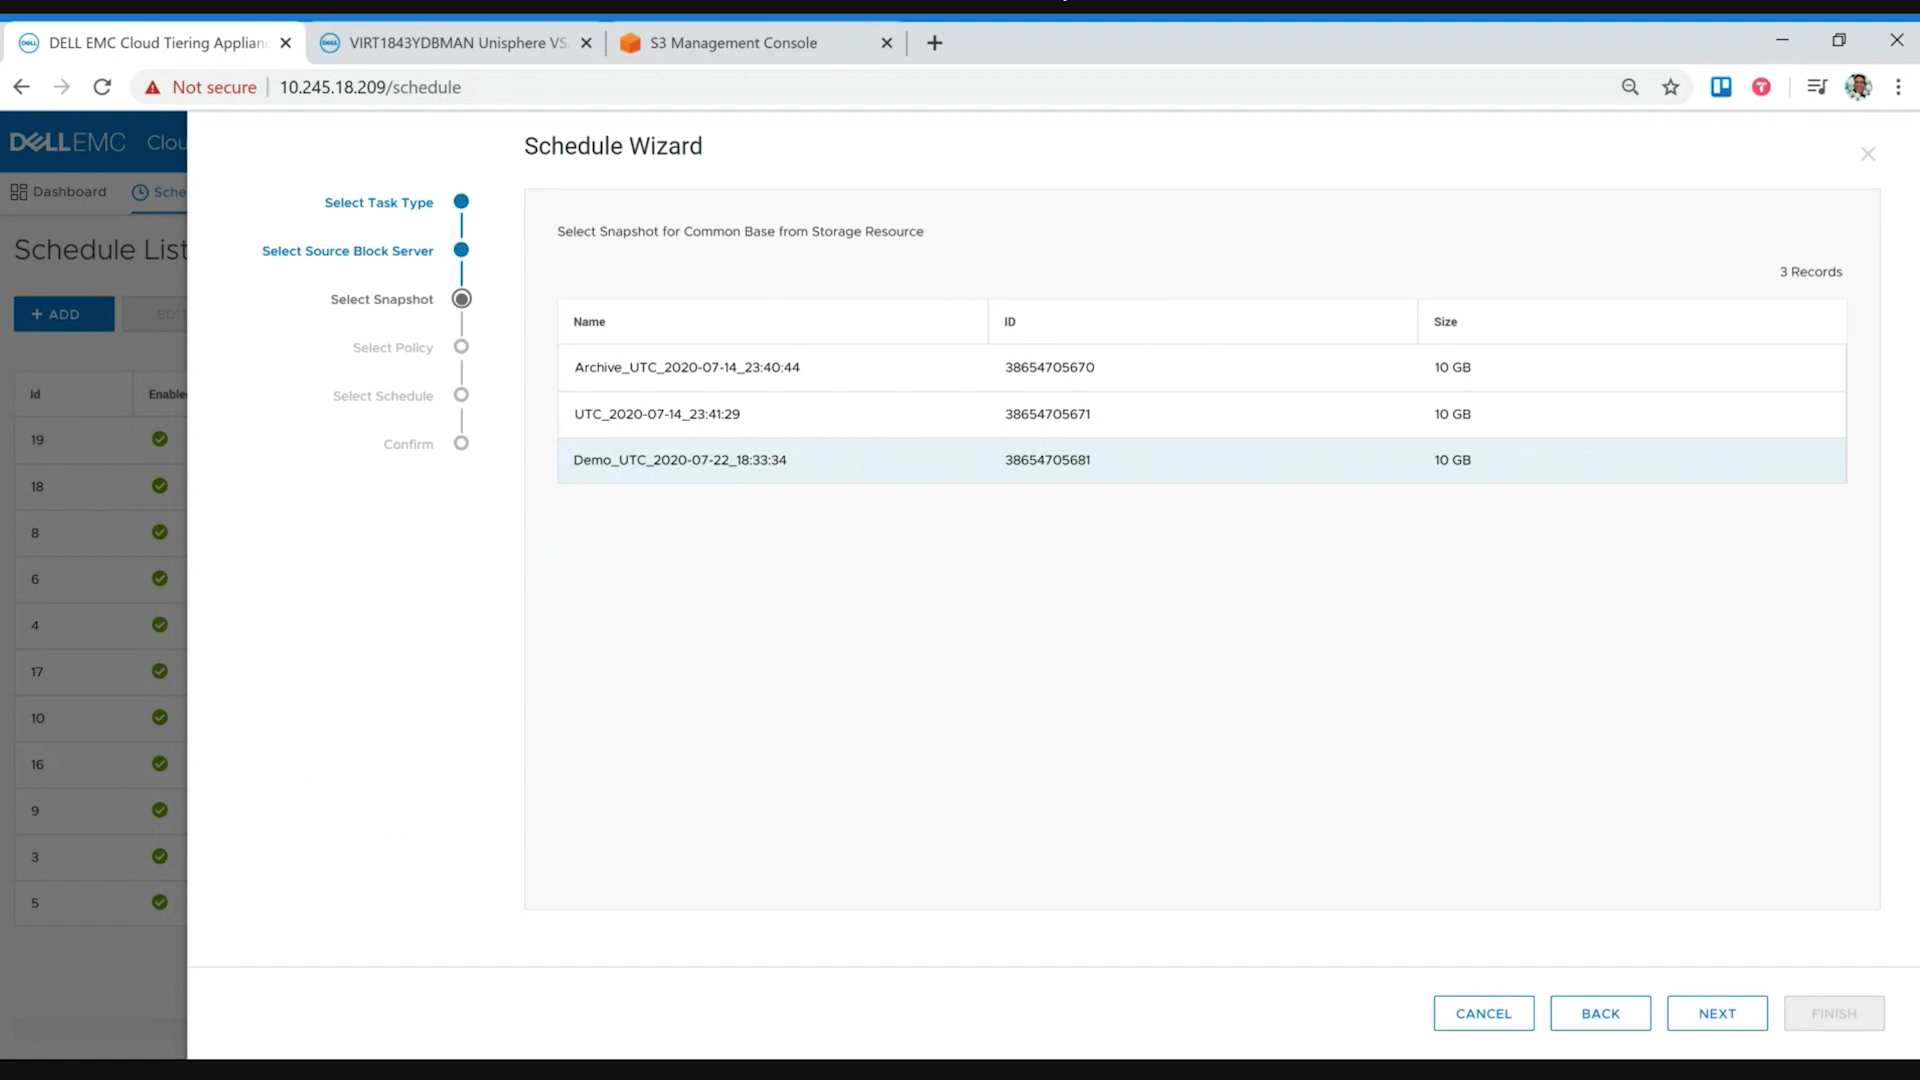 DELL EMC Cloud Tiering Applian
VIRT1843YDBMAN Unisphere VS
S3 Management Console
Not secure
10.245.18.209/schedule
DELLEMC Clou
Dashboard
Sche
Schedule List
+ ADD
EDIT
Id
Enable
19
18
8
6
4
17
10
16
9
3
5
Schedule Wizard
Select Task Type
Select Source Block Server
Select Snapshot
Select Policy
Select Schedule
Confirm
Select Snapshot for Common Base from Storage Resource
3 Records
Name ID Size
Archive_UTC_2020-07-14_23:40:44 38654705670 10 GB
UTC_2020-07-14_23:41:29 38654705671 10 GB
Demo_UTC_2020-07-22_18:33:34 38654705681 10 GB
CANCEL BACK NEXT FINISH